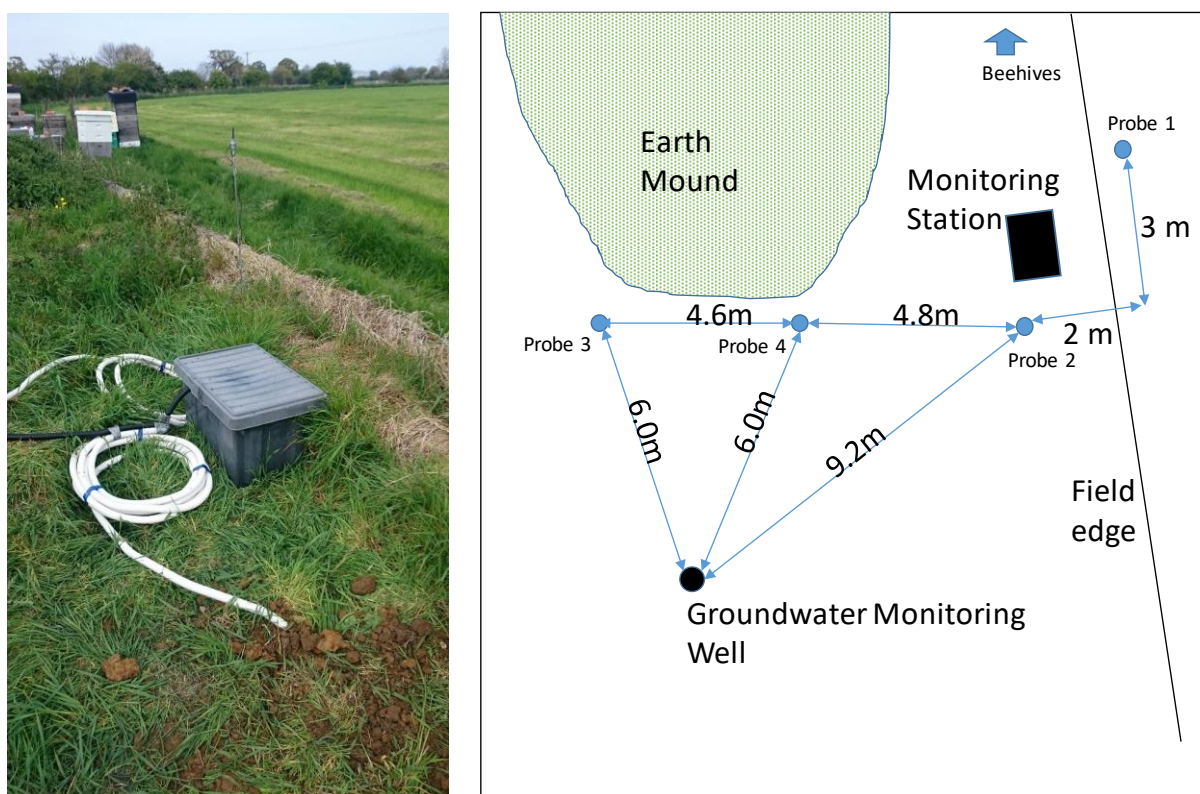 Beehives
Probe 1
Earth
Mound
Monitoring
Station
3 m
4.6m
4.8m
2 m
Probe 3
Probe 4
Probe 2
6.0m
6.0m
9.2m
Field
edge
Groundwater Monitoring
Well